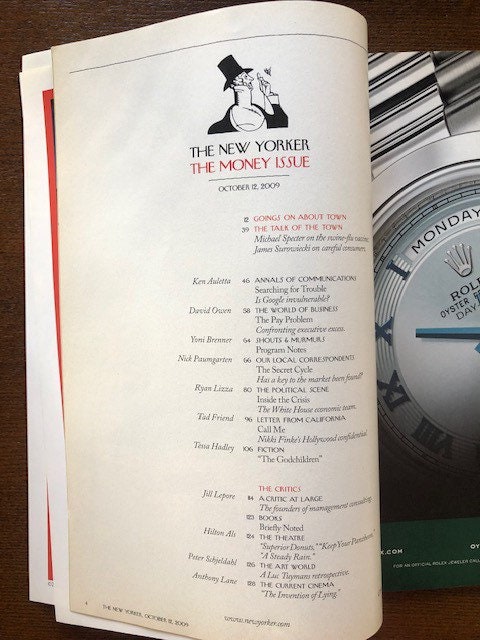 THE NEW YORKER
THE MONEY ISSUE
OCTOBER 12, 2009
12 GOINGS ON ABOUT TOWN
39 THE TALK OF THE TOWN
Michael Specter on the swine-flu vaccine;
James Surowiecki on careful consumers.
Ken Auletta 46 ANNALS OF COMMUNICATIONS
Searching for Trouble
Is Google invulnerable?
David Owen 58 THE WORLD OF BUSINESS
The Pay Problem
Confronting executive excess.
Yoni Brenner 64 SHOUTS & MURMURS
Program Notes
Nick Paumgarten 66 OUR LOCAL CORRESPONDENTS
The Secret Cycle
Has a key to the market been found?
Ryan Lizza 80 THE POLITICAL SCENE
Inside the Crisis
The White House economic team.
Tad Friend 96 LETTER FROM CALIFORNIA
Call Me
Nikki Finke's Hollywood confidential.
Tessa Hadley 106 FICTION
"The Godchildren"
THE CRITICS
Jill Lepore 114 A CRITIC AT LARGE
The founders of management consulting.
123 BOOKS
Briefly Noted
Hilton Als 124 THE THEATRE
"Superior Donuts," "Keep Your Pantheon,"
"A Steady Rain."
Peter Schjeldahl 126 THE ART WORLD
A Luc Tuymans retrospective.
Anthony Lane 128 THE CURRENT CINEMA
"The Invention of Lying."
4 THE NEW YORKER, OCTOBER 12, 2009
www.newyorker.com
MONDAY
ROL
OYSTER
DAY
.COM
OY
FOR AN OFFICIAL ROLEX JEWELER CALL